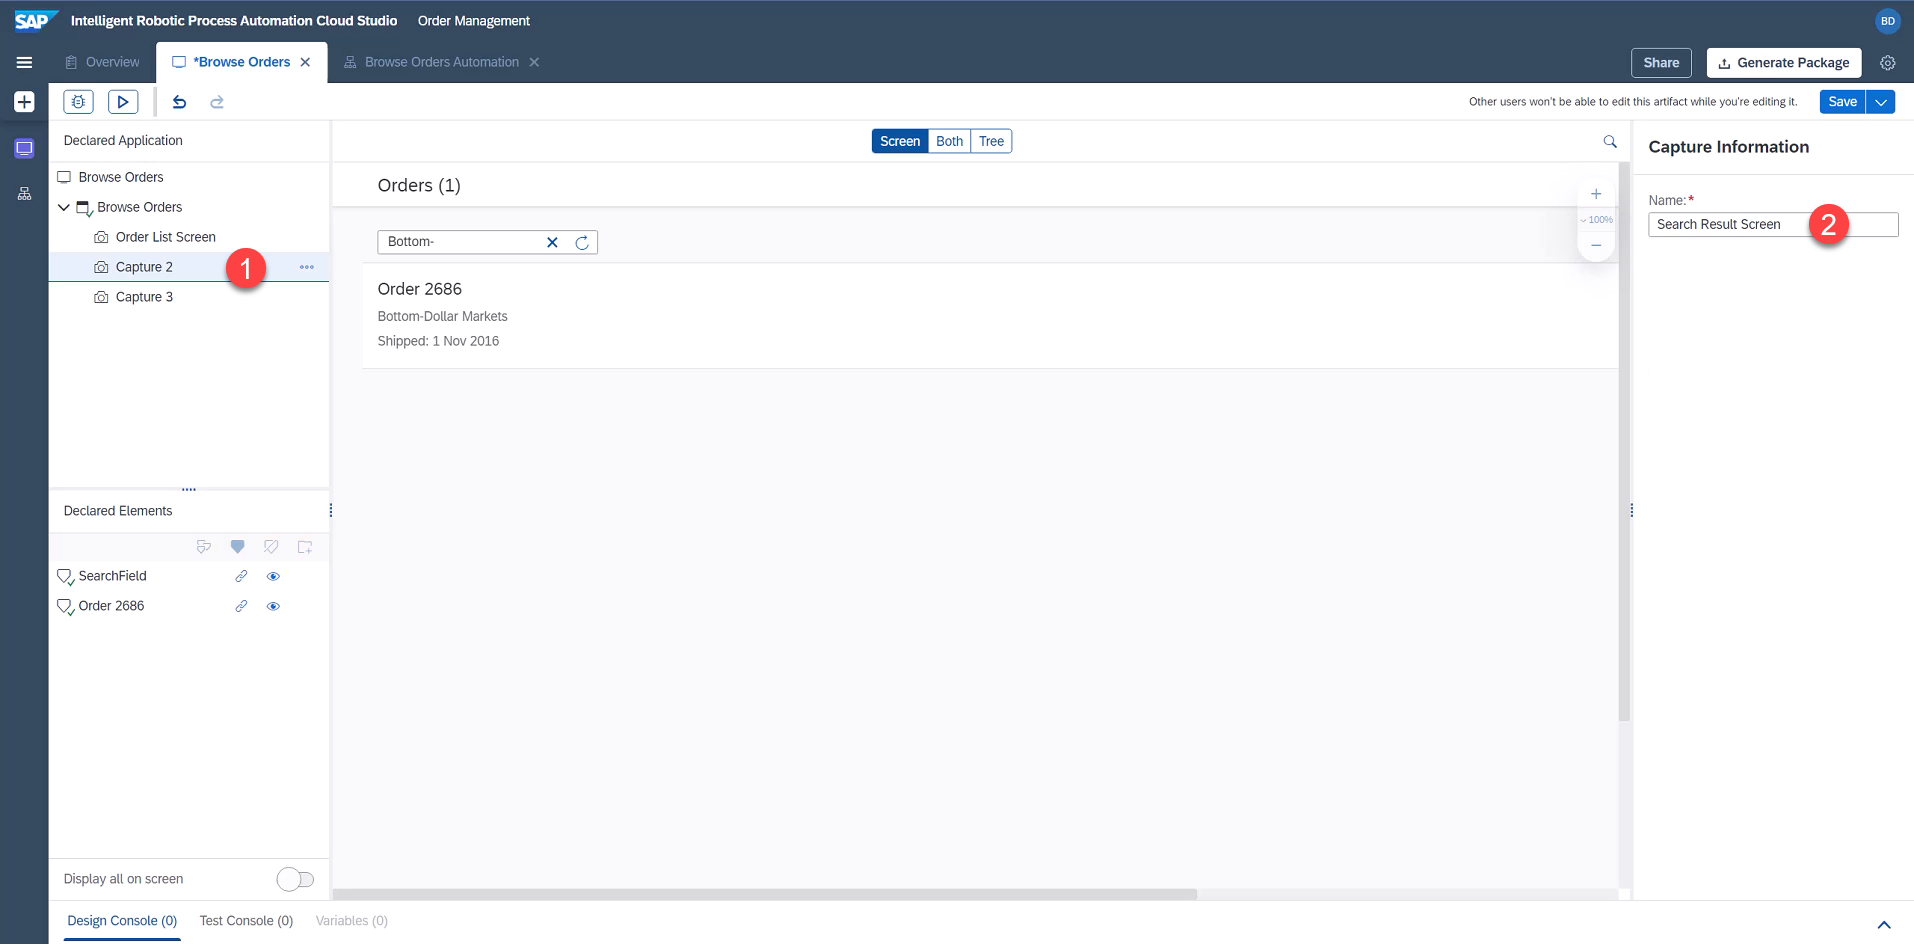 SAP Intelligent Robotic Process Automation Cloud Studio Order Management BD
Overview *Browse Orders Browse Orders Automation Share Generate Package
Other users won't be able to edit this artifact while you're editing it. Save
Declared Application
Screen Both Tree
Capture Information
Browse Orders
Browse Orders
Order List Screen
Capture 2
1
Capture 3
Orders (1)
100%
Bottom-
Order 2686
Bottom-Dollar Markets
Shipped: 1 Nov 2016
Name:*
Search Result Screen
2
Declared Elements
SearchField
Order 2686
Display all on screen
Design Console (0) Test Console (0) Variables (0)